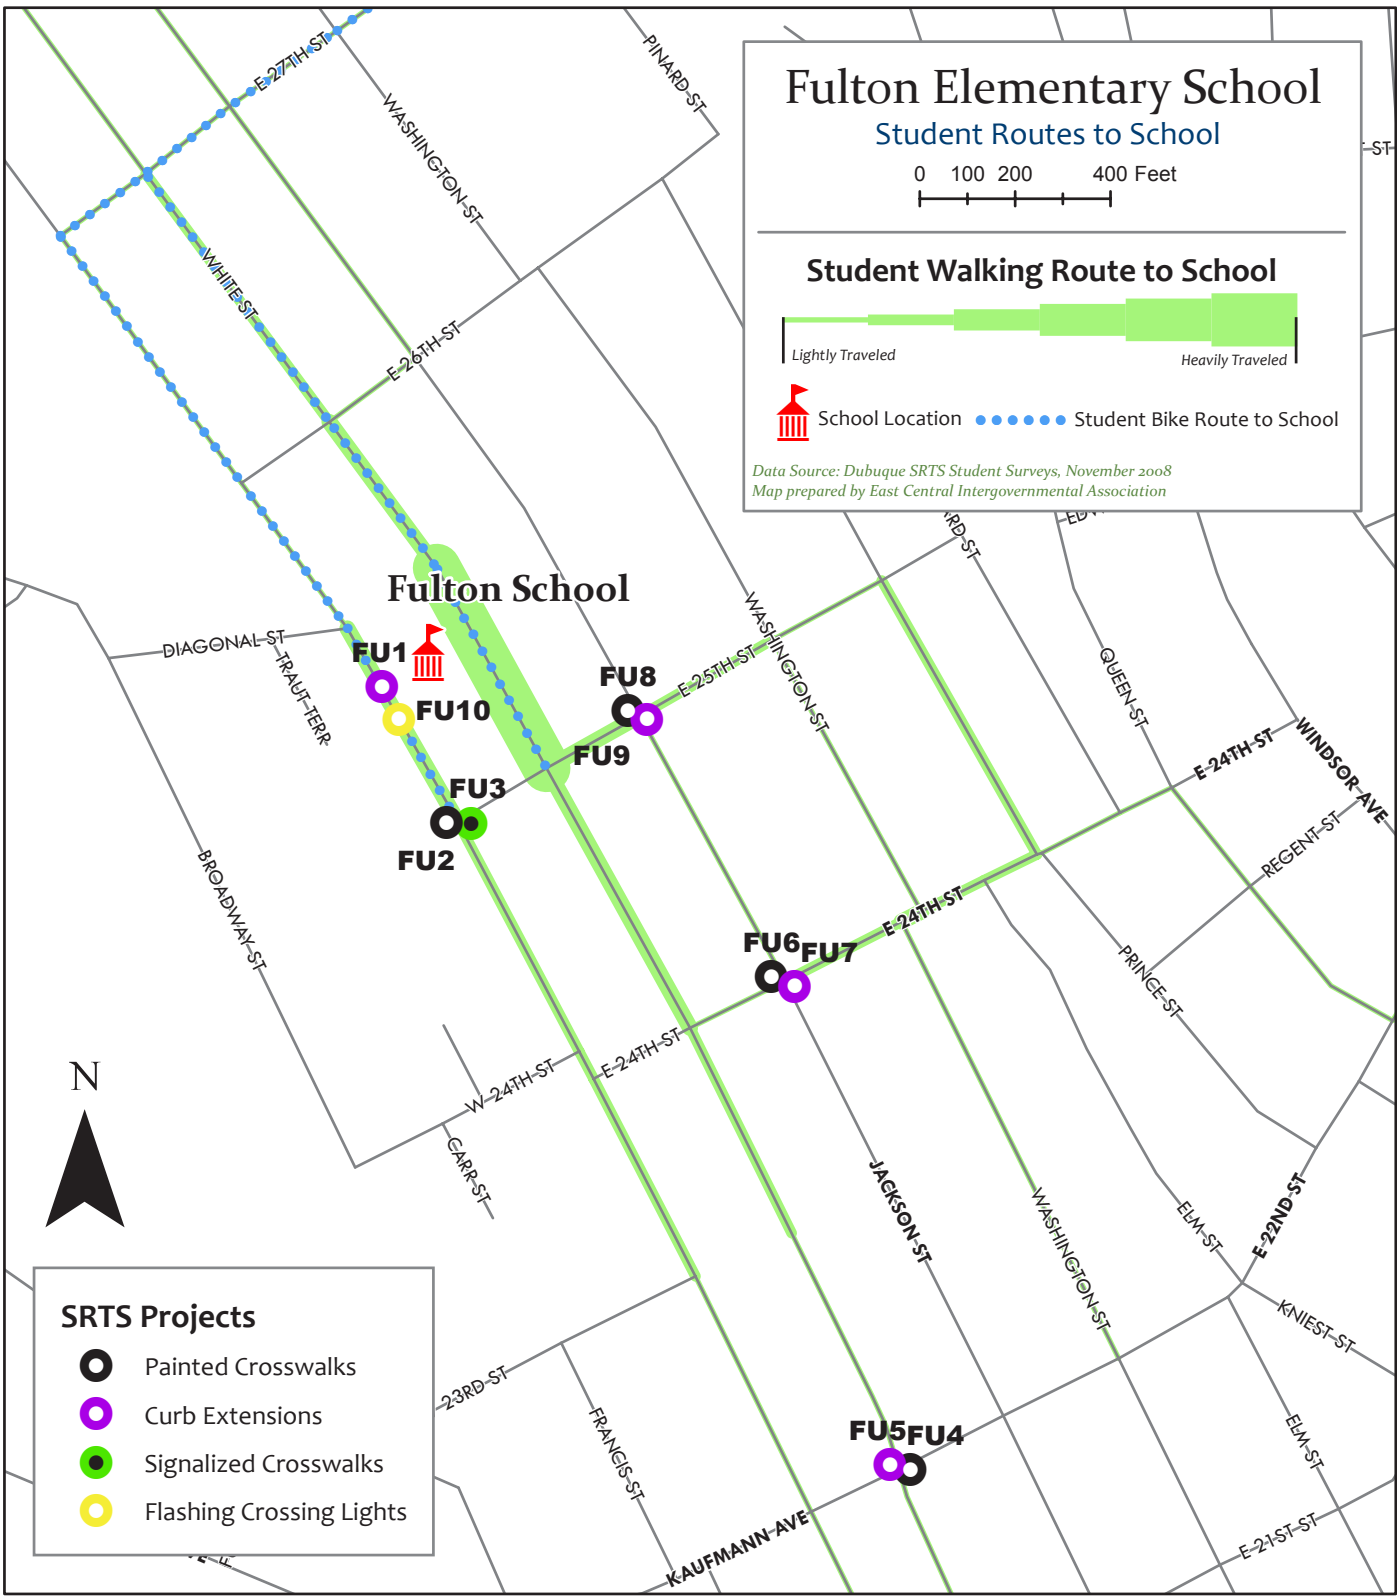 Fulton Elementary School
Student Routes to School
0 100 200 400 Feet
Student Walking Route to School
Lightly Traveled
Heavily Traveled
School Location
Student Bike Route to School
Data Source: Dubuque SRTS Student Surveys, November 2008
Map prepared by East Central Intergovernmental Association
E 27TH ST
PINARD ST
WASHINGTON ST
ST
WHITE ST
E 26TH ST
Fulton School
DIAGONAL ST
TRAUT TERR
FU1
FU10
FU8
FU9
E 25TH ST
WASHINGTON ST
RD ST
QUEEN ST
E 24TH ST
WINDSOR AVE
REGENT ST
FU3
FU2
BROADWAY ST
FU6
FU7
E 24TH ST
PRINCE ST
N
W 24TH ST
E 24TH ST
CARR ST
JACKSON ST
WASHINGTON ST
ELM ST
E 22ND ST
KNIEST ST
23RD ST
FRANCIS ST
FU5
FU4
ELM ST
KAUFMANN AVE
E 21ST ST
SRTS Projects
Painted Crosswalks
Curb Extensions
Signalized Crosswalks
Flashing Crossing Lights